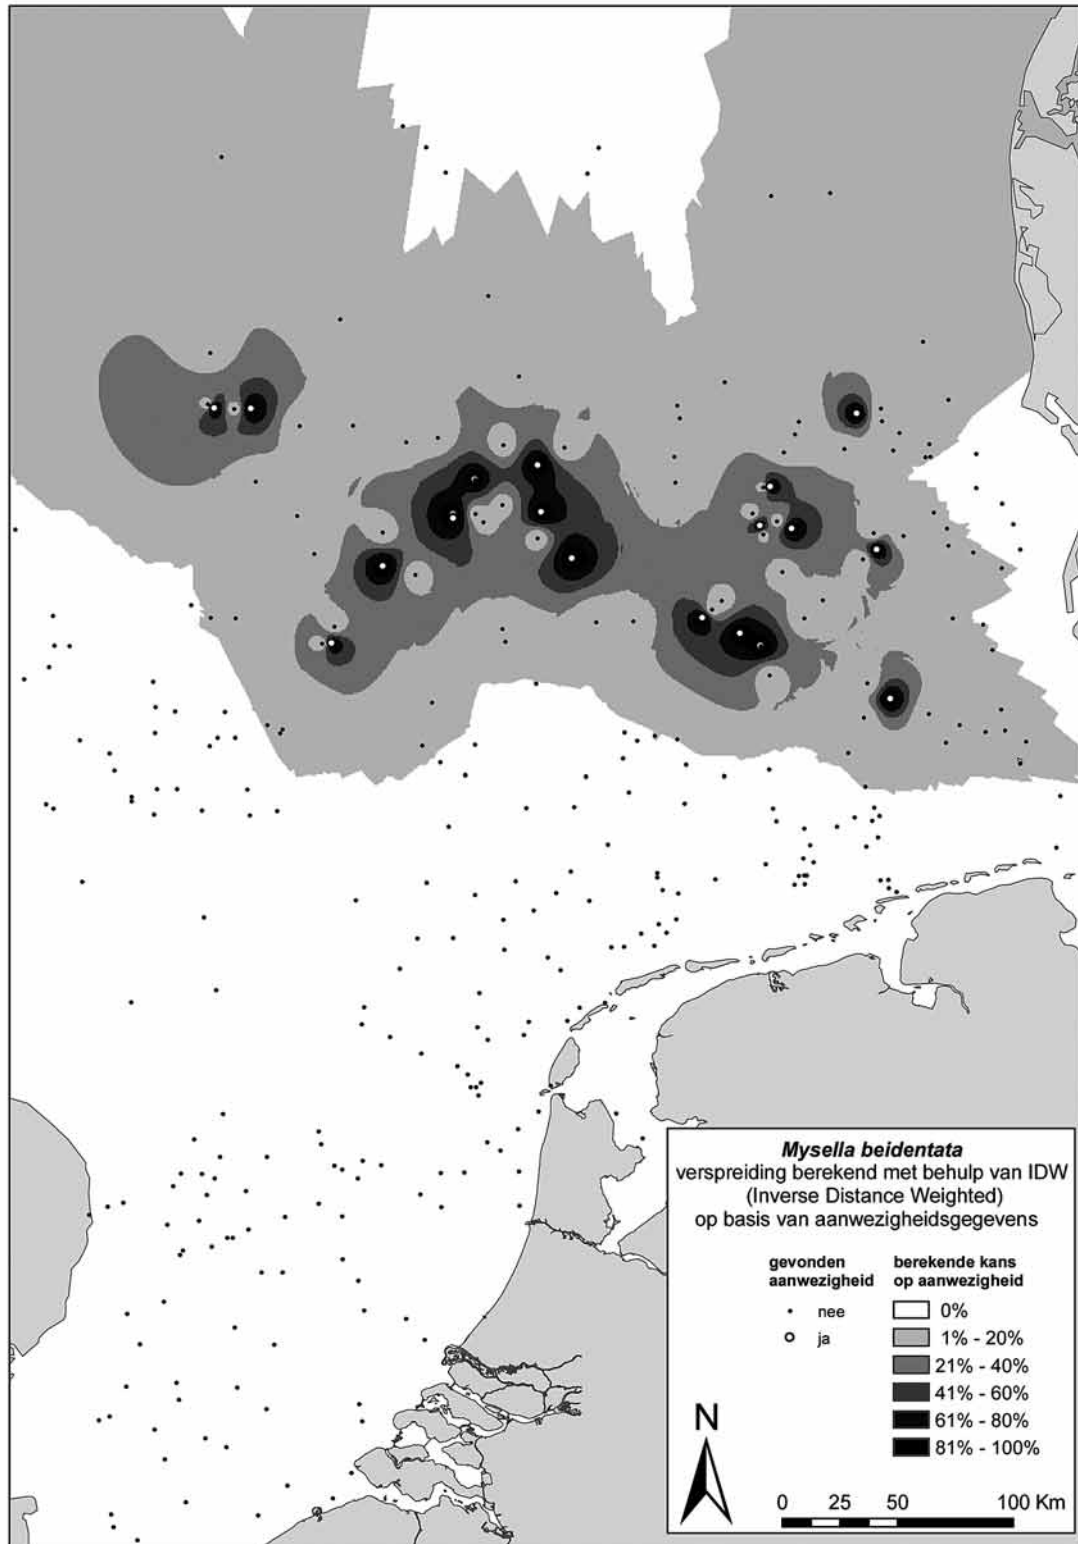 Mysella beidentata
verspreiding berekend met behulp van IDW
(Inverse Distance Weighted)
op basis van aanwezigheidsgegevens
gevonden
aanwezigheid
nee
ja
berekende kans
op aanwezigheid
0%
1% - 20%
21% - 40%
41% - 60%
61% - 80%
81% - 100%
N
0 25 50 100 Km